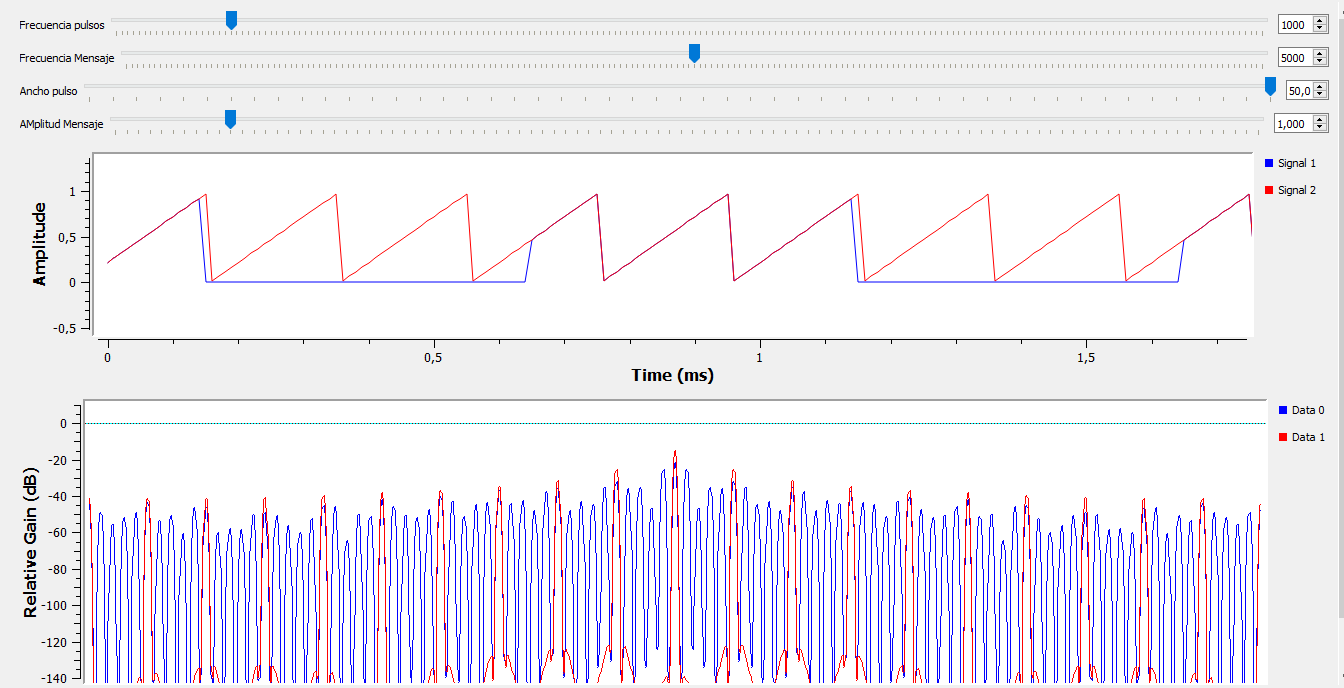 Frecuencia pulsos 1000
Frecuencia Mensaje 5000
Ancho pulso 50,0
AMplitud Mensaje 1,000
Signal 1
Signal 2
Amplitude
1
0,5
0
-0,5
0 0,5 1 1,5
Time (ms)
Data 0
Data 1
Relative Gain (dB)
0
-20
-40
-60
-80
-100
-120
-140